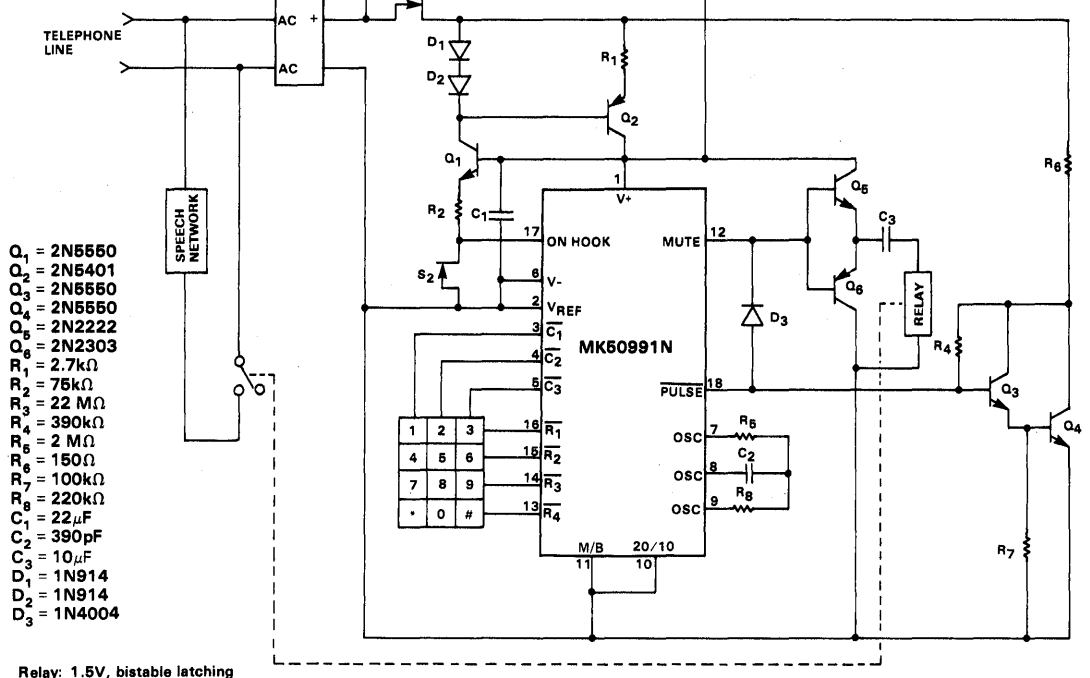 TELEPHONE
LINE
AC +
AC
D1
D2
R1
Q2
Q1
R2
C1
S2
SPEECH
NETWORK
1
V+
17 ON HOOK
6 V-
2 VREF
3 C1
4 C2
5 C3
16 R1
15 R2
14 R3
13 R4
MK50991N
MUTE 12
PULSE 18
OSC 7
OSC 8
OSC 9
R5
C2
R8
M/B 20/10
11 10
1 2 3
4 5 6
7 8 9
* 0 #
Q5
Q6
C3
D3
RELAY
R6
R4
Q3
Q4
R7
Q1 = 2N5550
Q2 = 2N5401
Q3 = 2N5550
Q4 = 2N5550
Q5 = 2N2222
Q6 = 2N2303
R1 = 2.7kΩ
R2 = 75kΩ
R3 = 22 MΩ
R4 = 390kΩ
R5 = 2 MΩ
R6 = 150Ω
R7 = 100kΩ
R8 = 220kΩ
C1 = 22μF
C2 = 390pF
C3 = 10μF
D1 = 1N914
D2 = 1N914
D3 = 1N4004
Relay: 1.5V, bistable latching